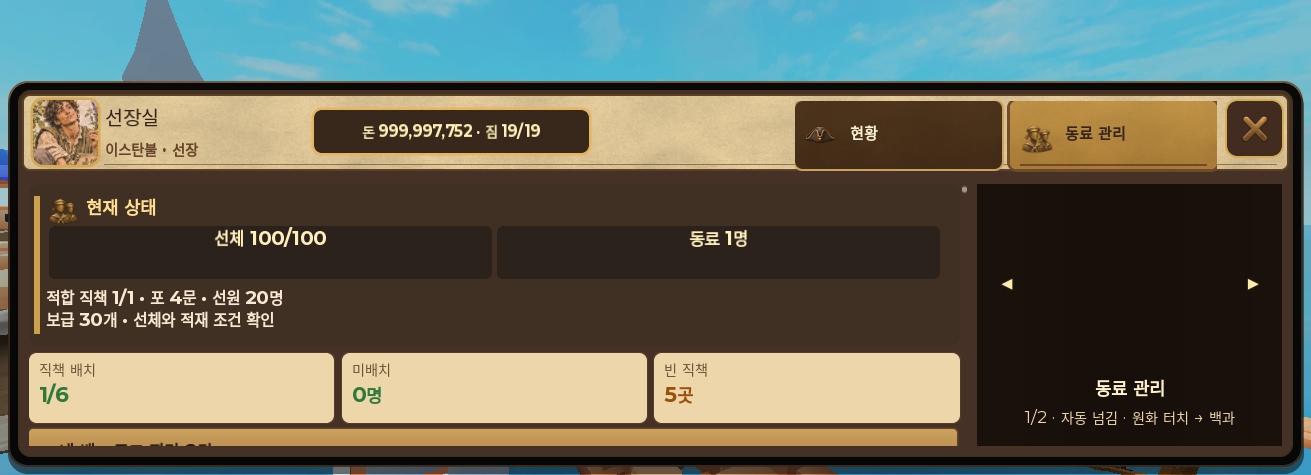 선장실
이스탄불 • 선장
돈 999,997,752 · 짐 19/19
현황
동료 관리
현재 상태
선체 100/100
동료 1명
적합 직책 1/1 • 포 4문 • 선원 20명
보급 30개 • 선체와 적재 조건 확인
직책 배치
1/6
미배치
0명
빈 직책
5곳
동료 관리
1/2 · 자동 넘김 · 원화 터치 → 백과